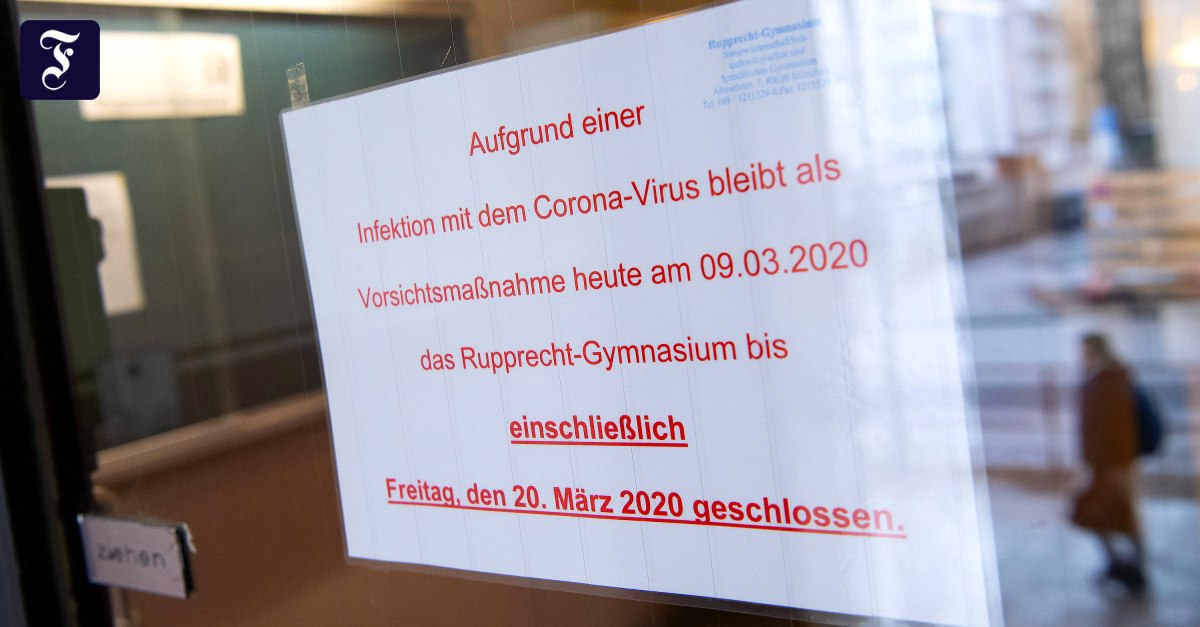 Rupprecht-Gymnasium
Aufgrund einer
Infektion mit dem Corona-Virus bleibt als
Vorsichtsmaßnahme heute am 09.03.2020
das Rupprecht-Gymnasium bis
einschließlich
Freitag, den 20. März 2020 geschlossen.
ziehen